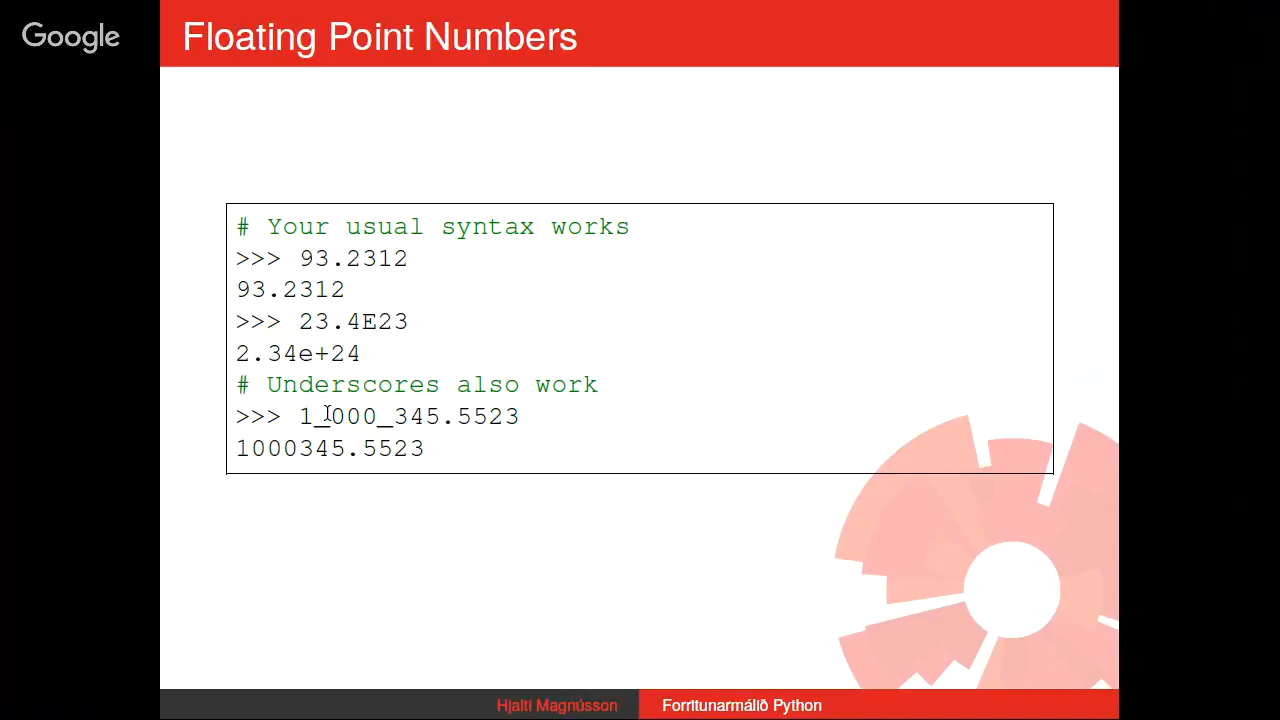 Google
Floating Point Numbers
# Your usual syntax works
>>> 93.2312
93.2312
>>> 23.4E23
2.34e+24
# Underscores also work
>>> 1_000_345.5523
1000345.5523
Hjalti Magnússon
Forritunarmálið Python